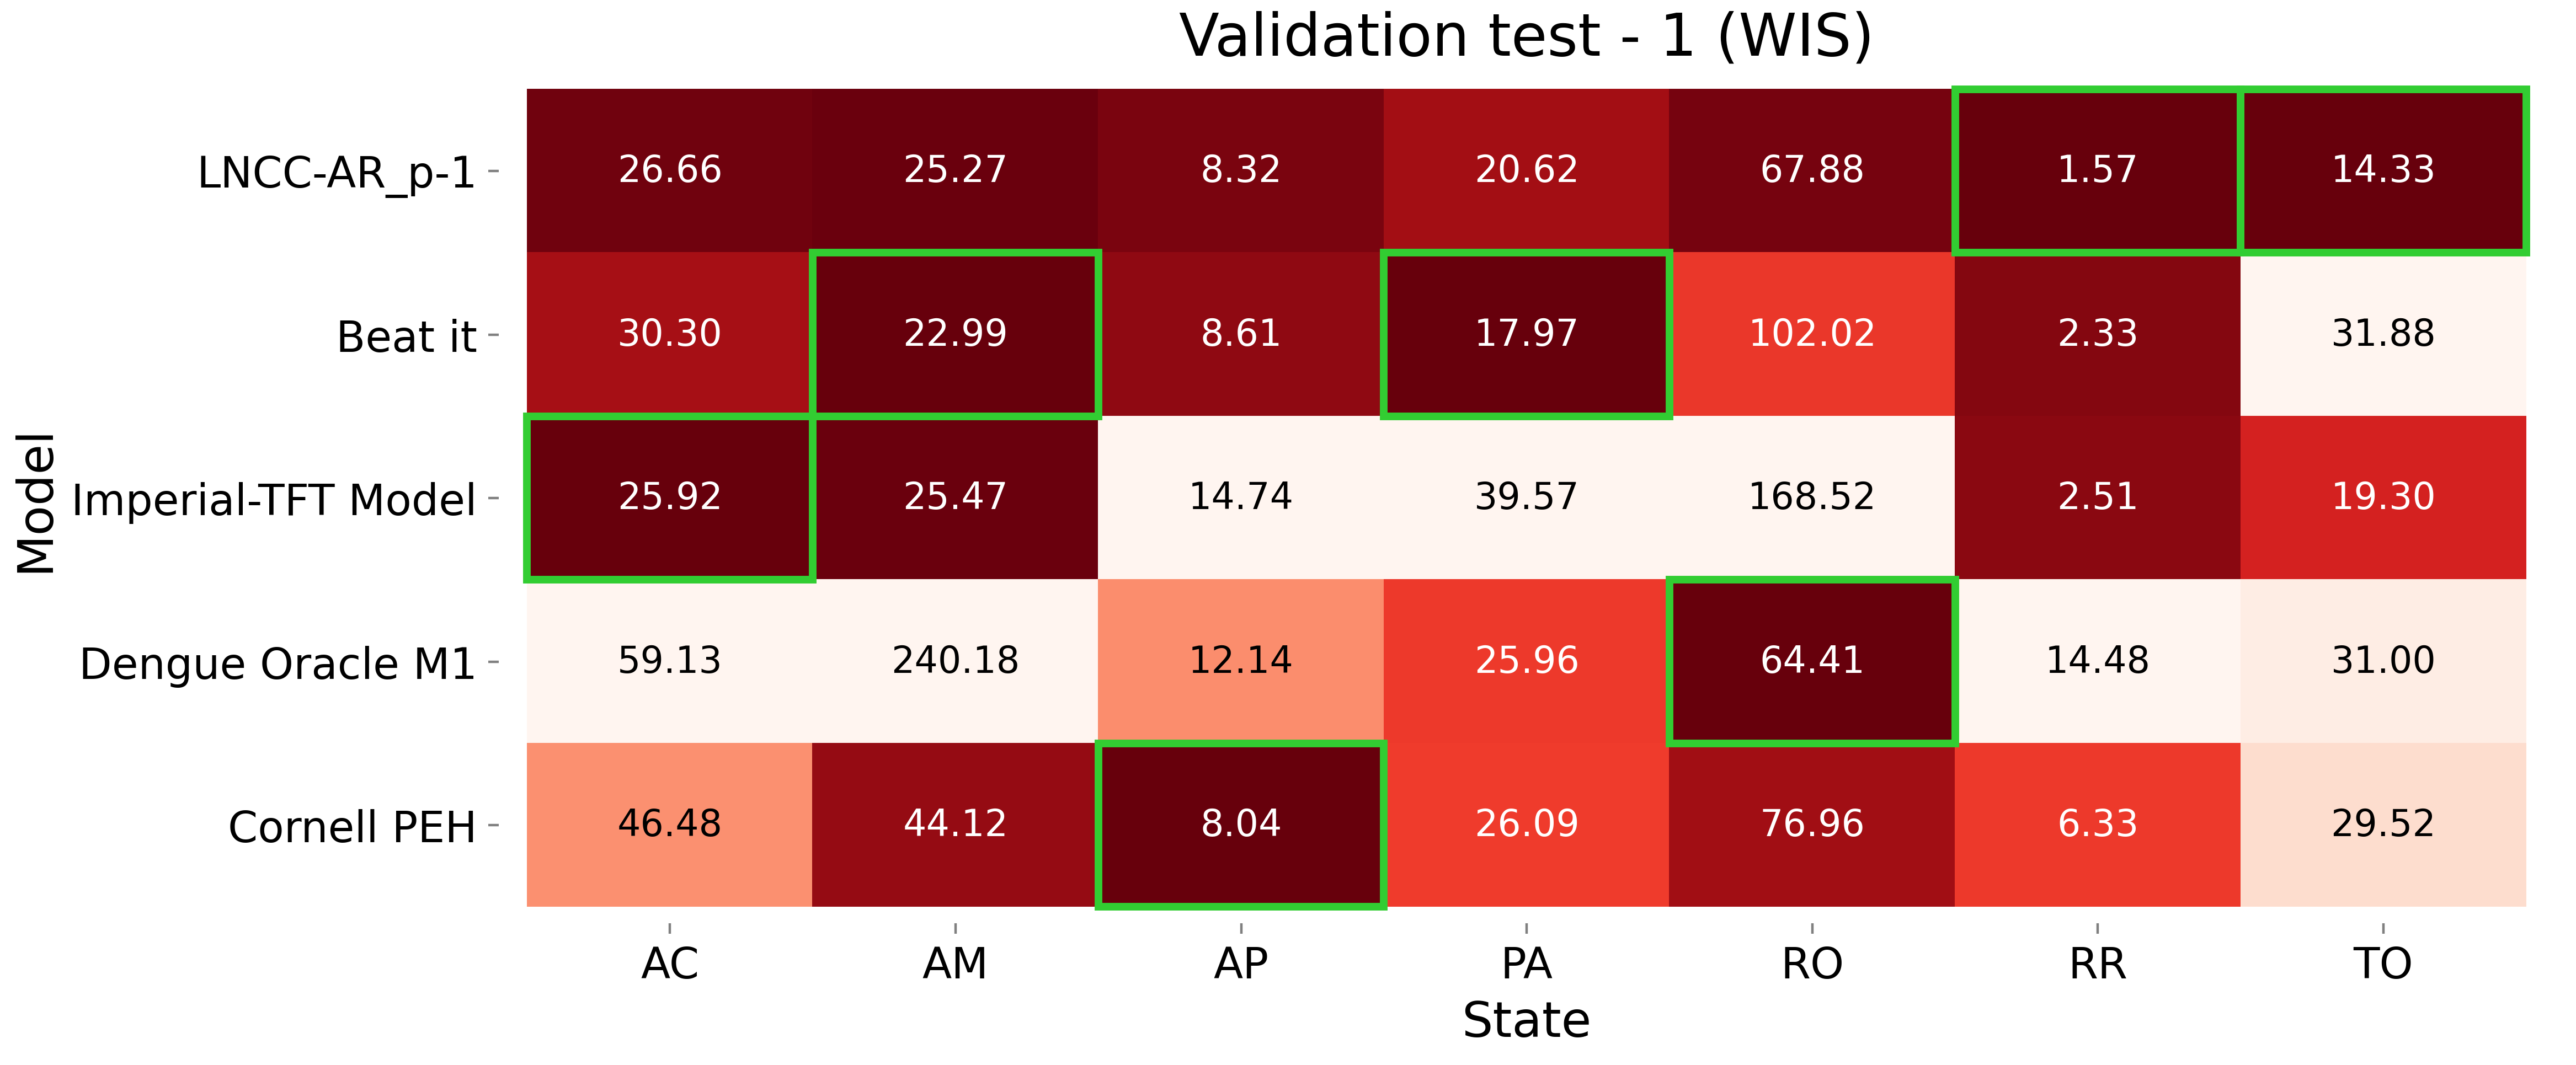 Validation test - 1 (WIS)
LNCC-AR_p-1 26.66 25.27 8.32 20.62 67.88 1.57 14.33
Beat it 30.30 22.99 8.61 17.97 102.02 2.33 31.88
Imperial-TFT Model 25.92 25.47 14.74 39.57 168.52 2.51 19.30
Dengue Oracle M1 59.13 240.18 12.14 25.96 64.41 14.48 31.00
Cornell PEH 46.48 44.12 8.04 26.09 76.96 6.33 29.52
Model
AC AM AP PA RO RR TO
State